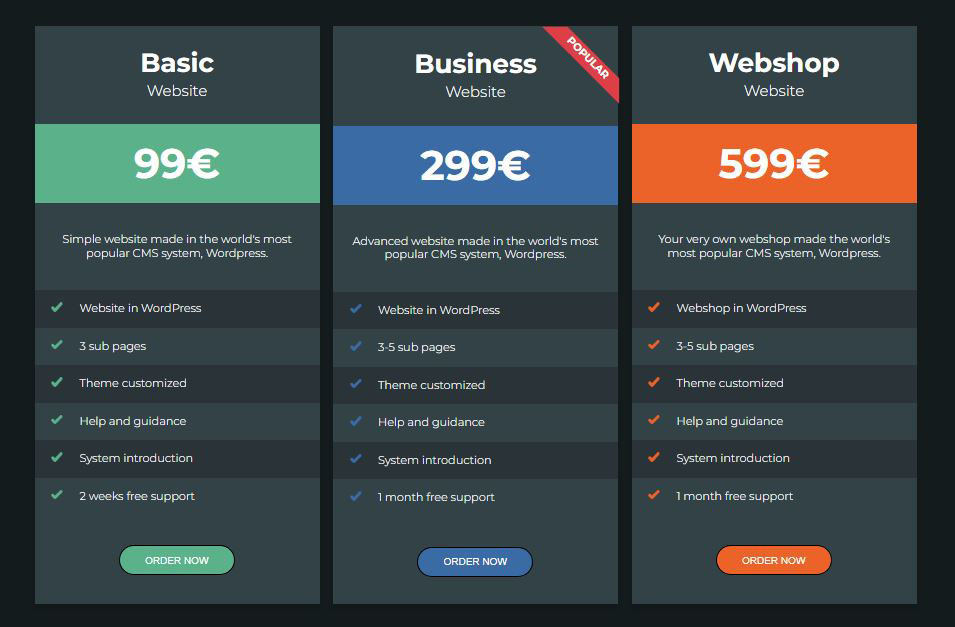 Basic
Website
99€
Simple website made in the world's most
popular CMS system, Wordpress.
Website in WordPress
3 sub pages
Theme customized
Help and guidance
System introduction
2 weeks free support
ORDER NOW
POPULAR
Business
Website
299€
Advanced website made in the world's most
popular CMS system, Wordpress.
Website in WordPress
3-5 sub pages
Theme customized
Help and guidance
System introduction
1 month free support
ORDER NOW
Webshop
Website
599€
Your very own webshop made the world's
most popular CMS system, Wordpress.
Webshop in WordPress
3-5 sub pages
Theme customized
Help and guidance
System introduction
1 month free support
ORDER NOW